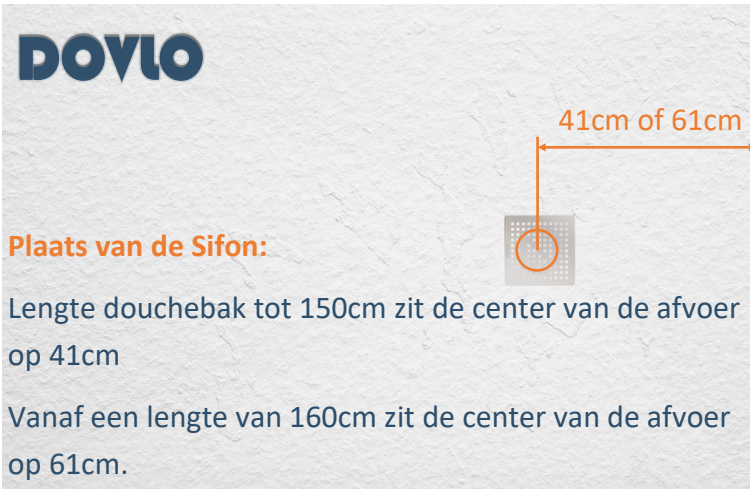 DOVLO
41cm of 61cm
Plaats van de Sifon:
Lengte douchebak tot 150cm zit de center van de afvoer
op 41cm
Vanaf een lengte van 160cm zit de center van de afvoer
op 61cm.